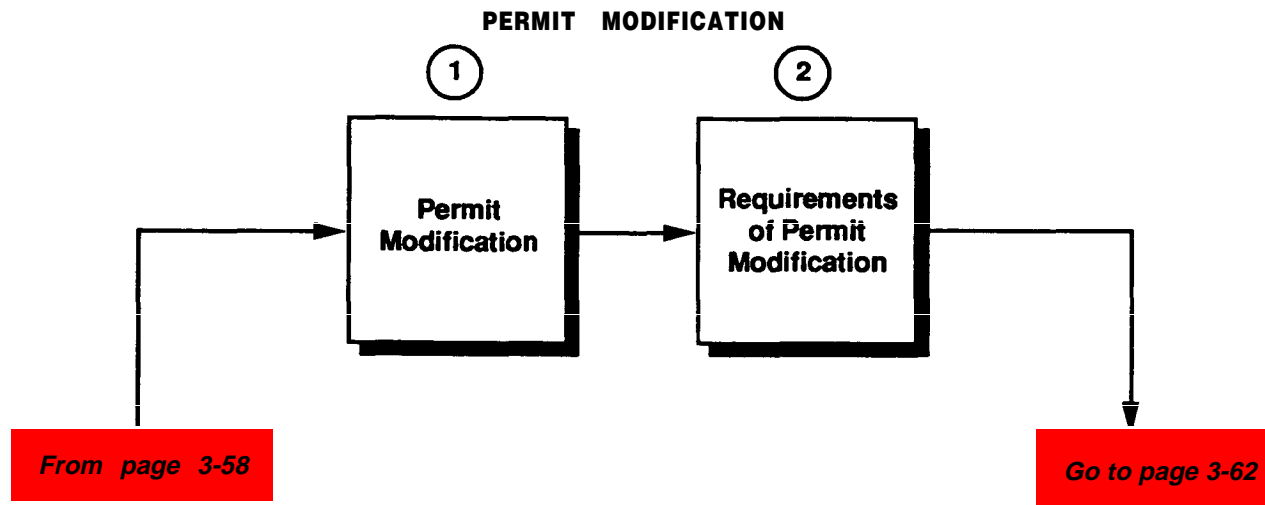 PERMIT MODIFICATION
1
2
Permit
Modification
Requirements
of Permit
Modification
From page 3-58
Go to page 3-62